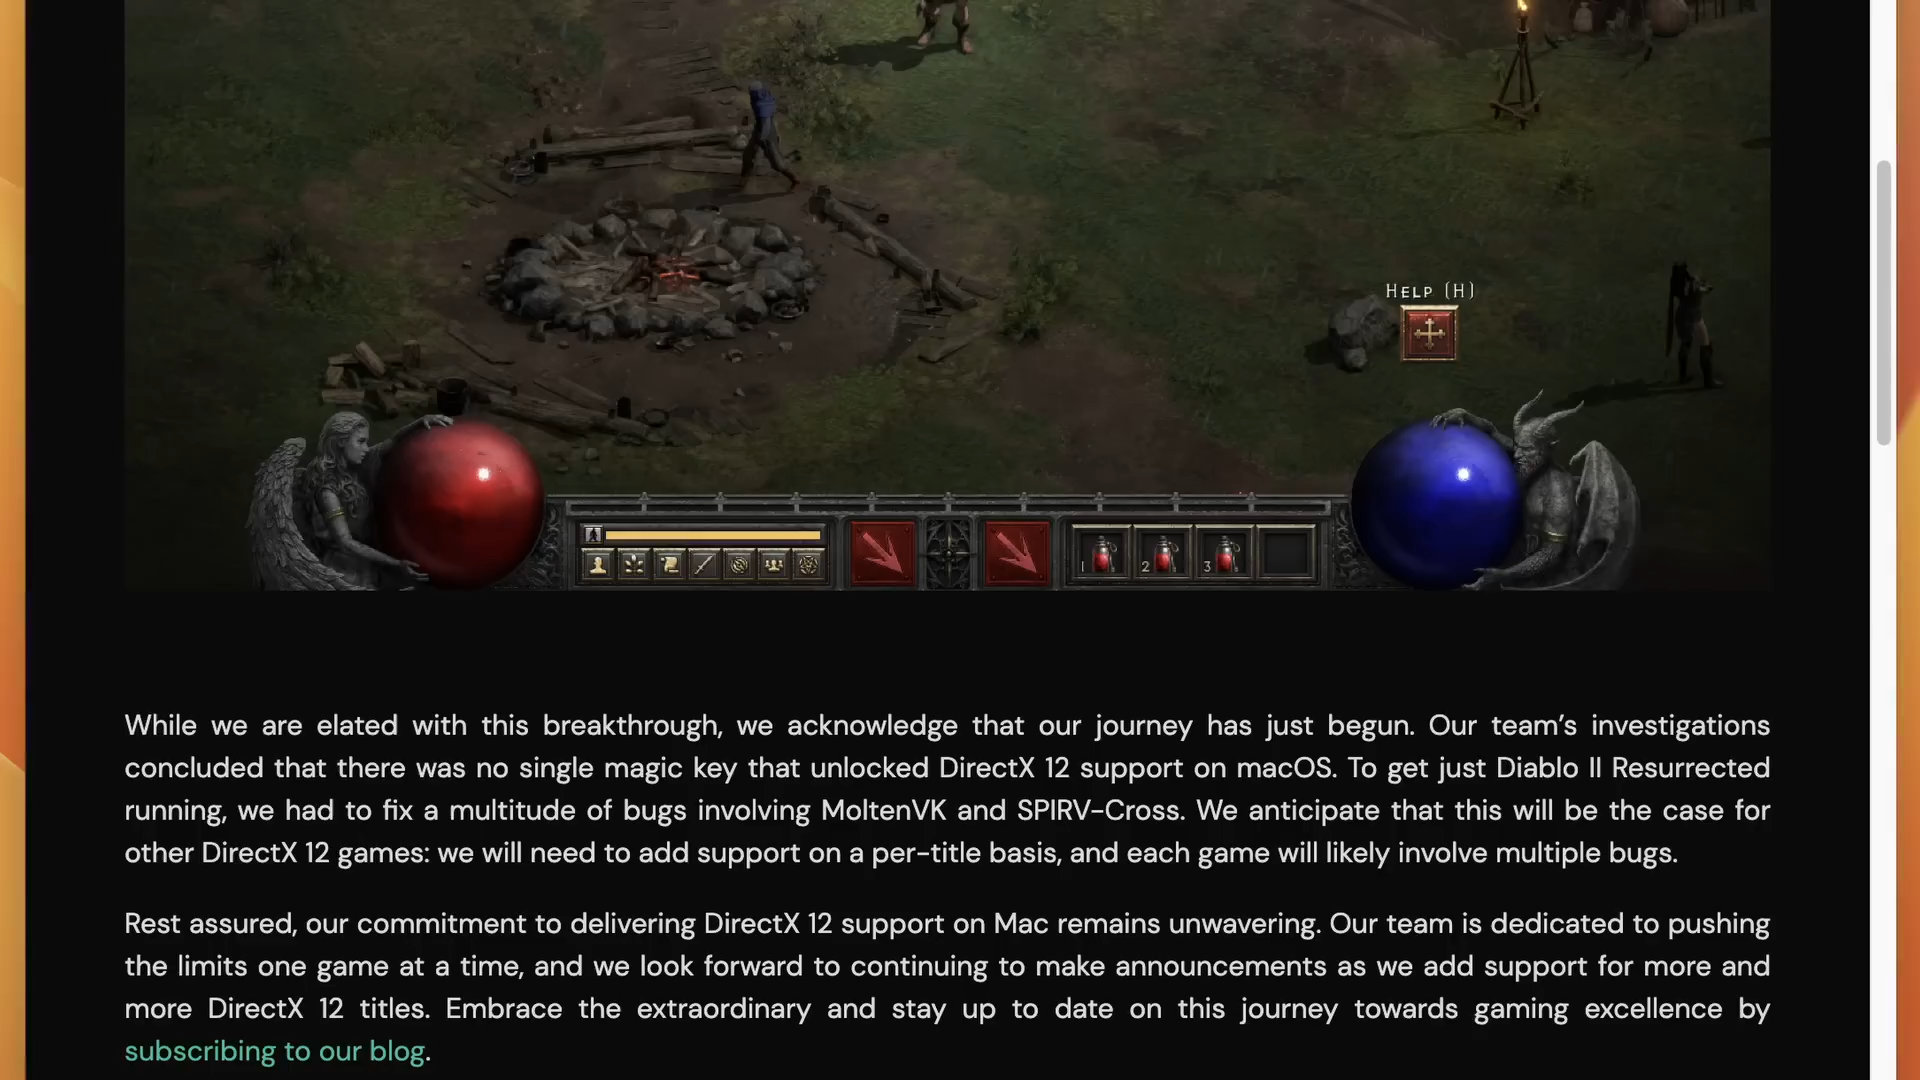 HELP (H)
1 2 3
While we are elated with this breakthrough, we acknowledge that our journey has just begun. Our team’s investigations
concluded that there was no single magic key that unlocked DirectX 12 support on macOS. To get just Diablo II Resurrected
running, we had to fix a multitude of bugs involving MoltenVK and SPIRV-Cross. We anticipate that this will be the case for
other DirectX 12 games: we will need to add support on a per-title basis, and each game will likely involve multiple bugs.
Rest assured, our commitment to delivering DirectX 12 support on Mac remains unwavering. Our team is dedicated to pushing
the limits one game at a time, and we look forward to continuing to make announcements as we add support for more and
more DirectX 12 titles. Embrace the extraordinary and stay up to date on this journey towards gaming excellence by
subscribing to our blog.